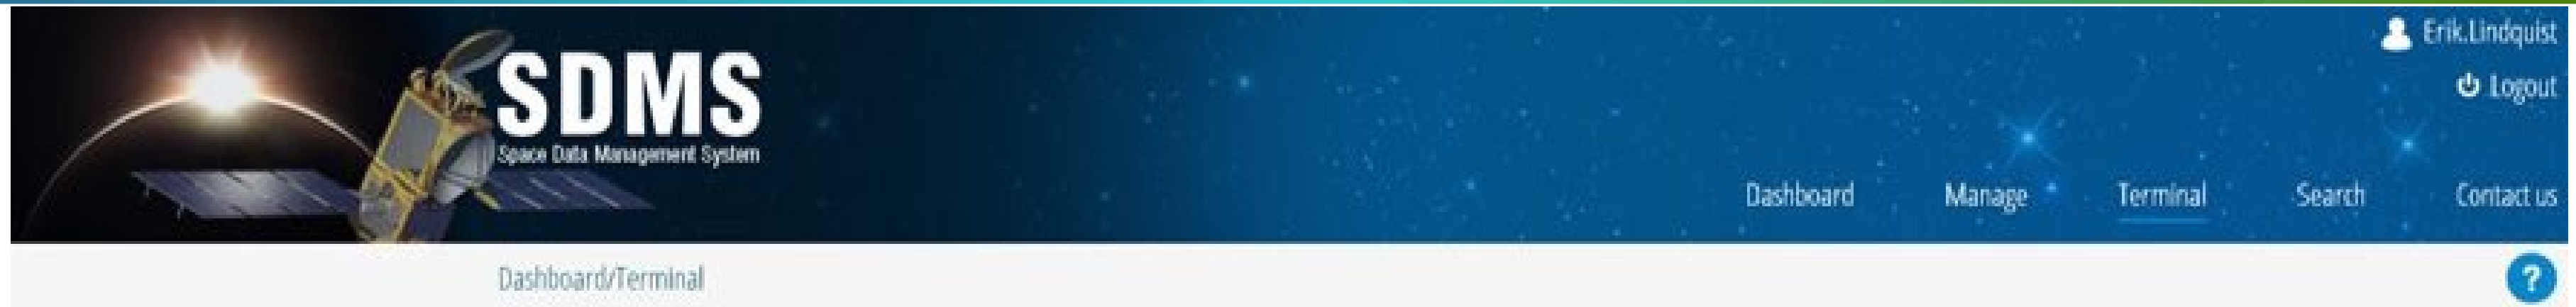 Erik.Lindquist
Logout
SDMS
Space Data Management System
Dashboard Manage Terminal Search Contact us
Dashboard/Terminal
?